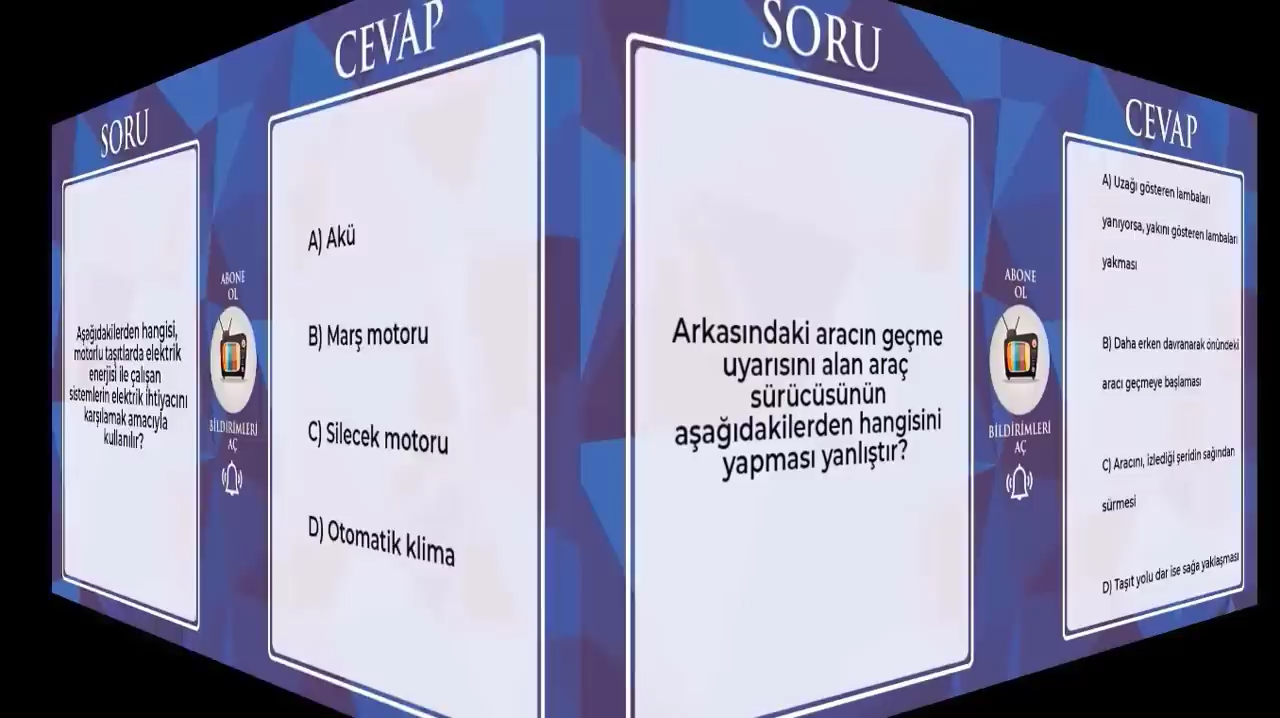 SORU
Aşağıdakilerden hangisi,
motorlu taşıtlarda elektrik
enerjisi ile çalışan
sistemlerin elektrik ihtiyacını
karşılamak amacıyla
kullanılır?
ABONE
OL
BİLDİRİMLERİ
AÇ
CEVAP
A) Akü
B) Marş motoru
C) Silecek motoru
D) Otomatik klima
SORU
Arkasındaki aracın geçme
uyarısını alan araç
sürücüsünün
aşağıdakilerden hangisini
yapması yanlıştır?
ABONE
OL
BİLDİRİMLERİ
AÇ
CEVAP
A) Uzağı gösteren lambaları
yanıyorsa, yakını gösteren lambaları
yakması
B) Daha erken davranarak önündeki
aracı geçmeye başlaması
C) Aracını, izlediği şeridin sağından
sürmesi
D) Taşıt yolu dar ise sağa yaklaşması